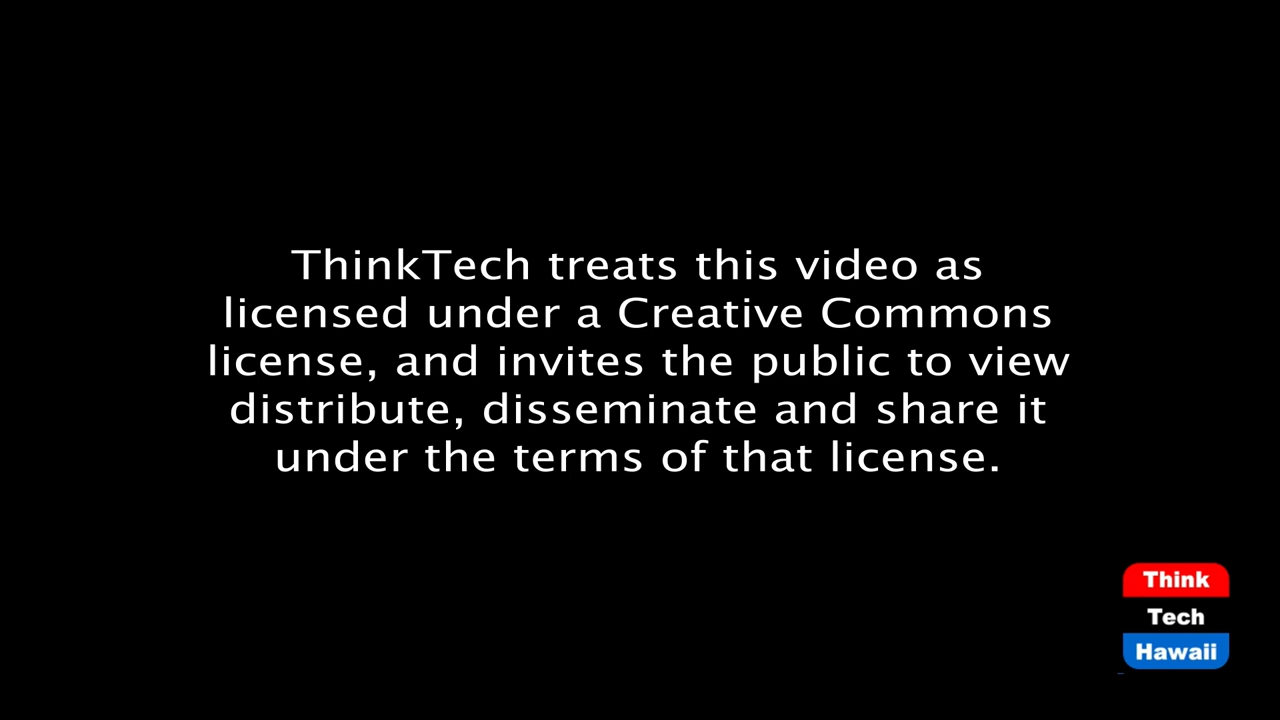 ThinkTech treats this video as
licensed under a Creative Commons
license, and invites the public to view
distribute, disseminate and share it
under the terms of that license.
Think
Tech
Hawaii